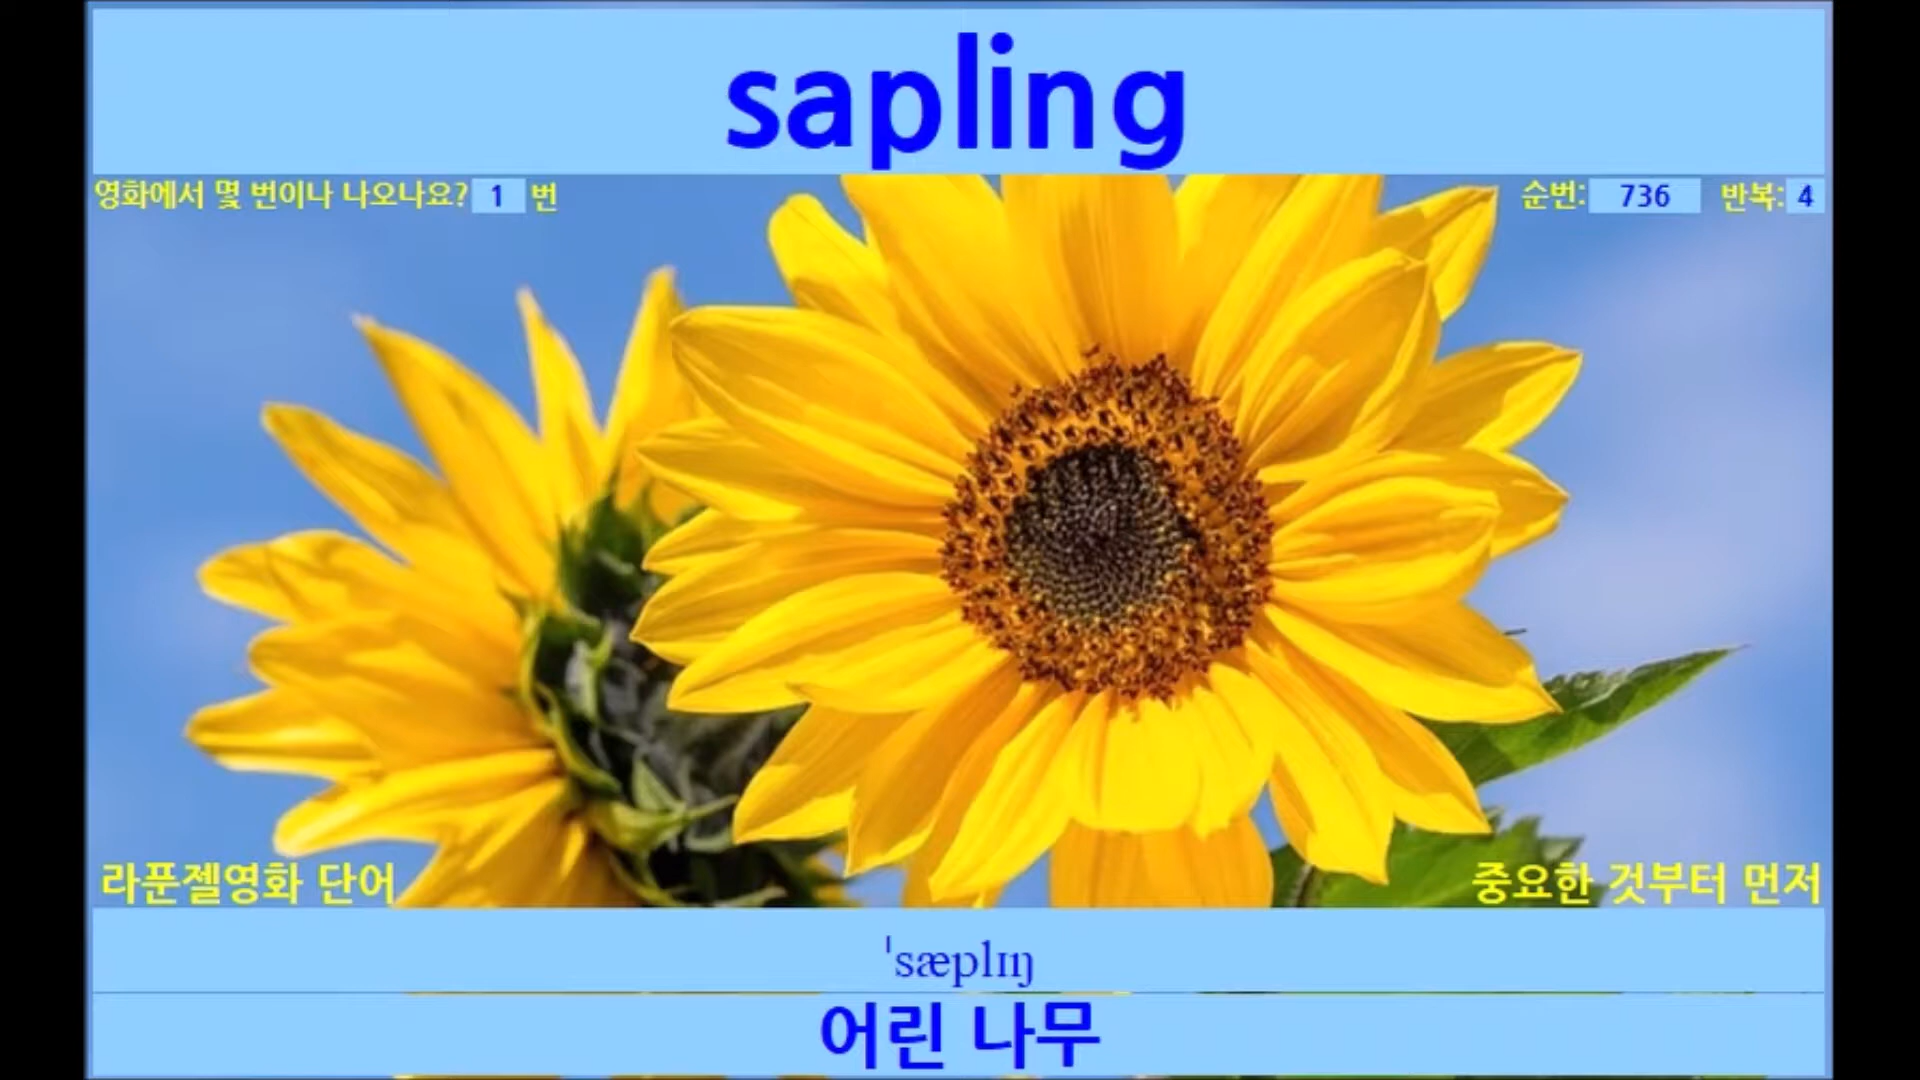 sapling
영화에서 몇 번이나 나오나요? 1 번
순번: 736 반복: 4
라푼젤영화 단어
중요한 것부터 먼저
ˈsæplɪŋ
어린 나무